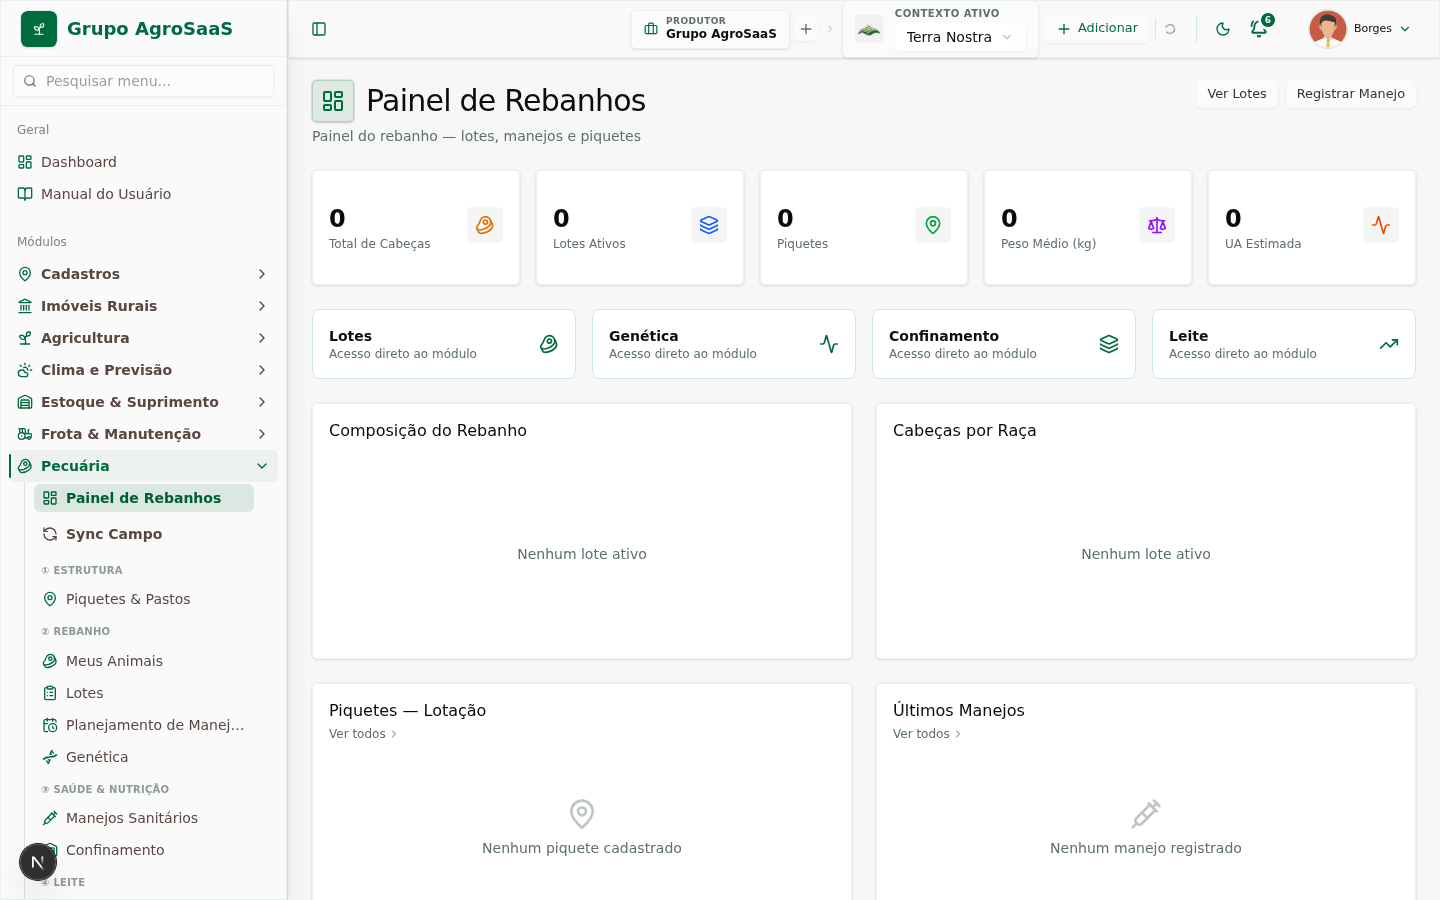 Grupo AgroSaaS
Pesquisar menu...
Geral
Dashboard
Manual do Usuário
Módulos
Cadastros
Imóveis Rurais
Agricultura
Clima e Previsão
Estoque & Suprimento
Frota & Manutenção
Pecuária
Painel de Rebanhos
Sync Campo
① ESTRUTURA
Piquetes & Pastos
② REBANHO
Meus Animais
Lotes
Planejamento de Manej...
Genética
③ SAÚDE & NUTRIÇÃO
Manejos Sanitários
Confinamento
④ LEITE
N
PRODUTOR
Grupo AgroSaaS
CONTEXTO ATIVO
Terra Nostra
Adicionar
6
Borges
Painel de Rebanhos
Painel do rebanho — lotes, manejos e piquetes
Ver Lotes
Registrar Manejo
0
Total de Cabeças
0
Lotes Ativos
0
Piquetes
0
Peso Médio (kg)
0
UA Estimada
Lotes
Acesso direto ao módulo
Genética
Acesso direto ao módulo
Confinamento
Acesso direto ao módulo
Leite
Acesso direto ao módulo
Composição do Rebanho
Nenhum lote ativo
Cabeças por Raça
Nenhum lote ativo
Piquetes — Lotação
Ver todos
Nenhum piquete cadastrado
Últimos Manejos
Ver todos
Nenhum manejo registrado